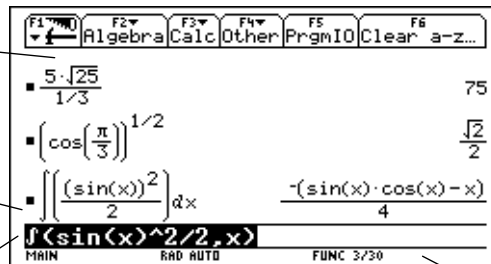 F1 F2 F3 F4 F5 F6
Algebra Calc Other PrgmIO Clear a-z…
5·√25
1/3
75
(cos(π/3))^1/2
√2
2
∫((sin(x))^2/2)dx
-(sin(x)·cos(x)-x)
4
∫(sin(x)^2/2,x)
MAIN RAD AUTO FUNC 3/30